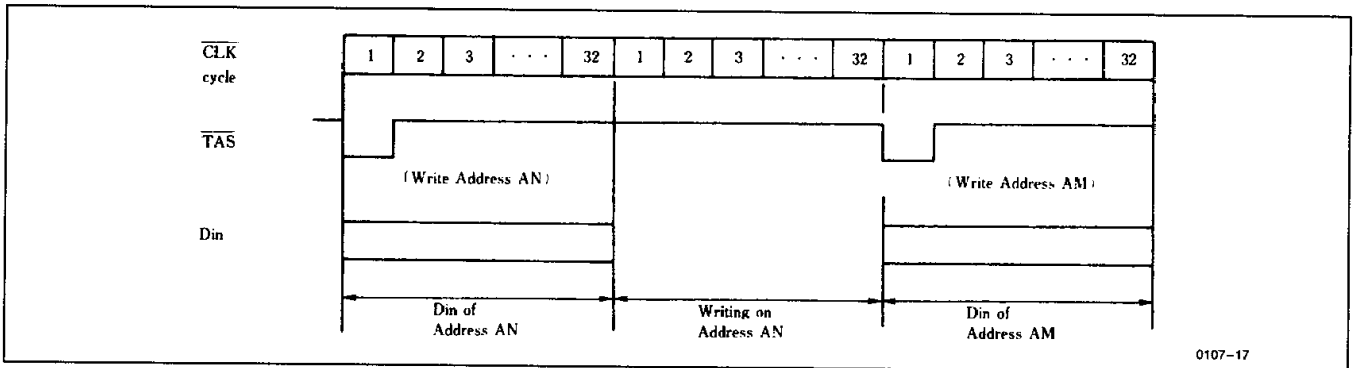 CLK
cycle
1 2 3 · · · 32 1 2 3 · · · 32 1 2 3 · · · 32
TAS
(Write Address AN) (Write Address AM)
Din
Din of
Address AN
Writing on
Address AN
Din of
Address AM
0107-17